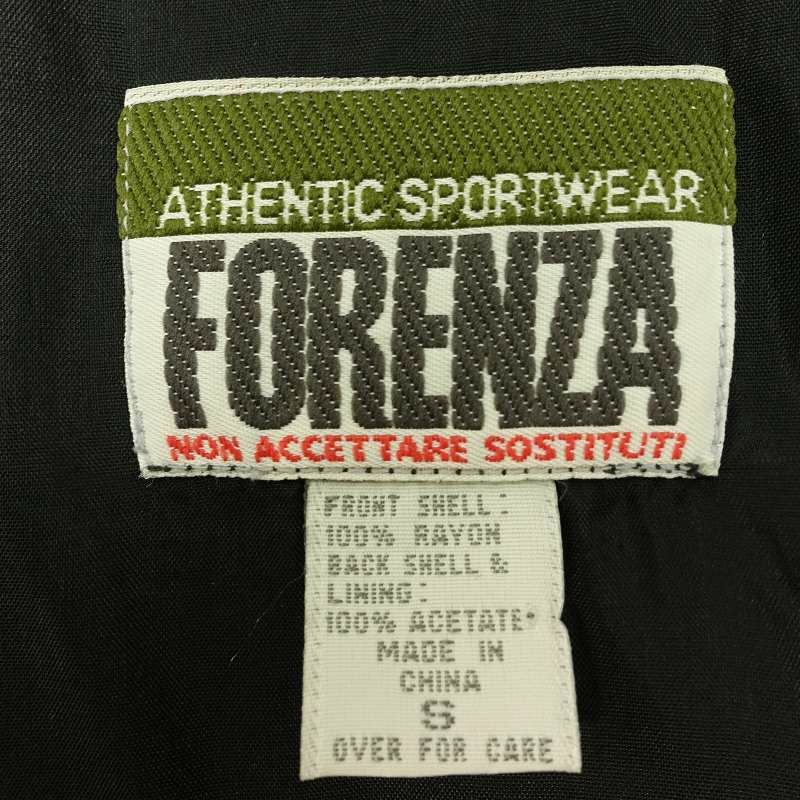 ATHENTIC SPORTWEAR
FORENZA
NON ACCETTARE SOSTITUTI
FRONT SHELL:
100% RAYON
BACK SHELL &
LINING:
100% ACETATE
MADE IN
CHINA
S
OVER FOR CARE